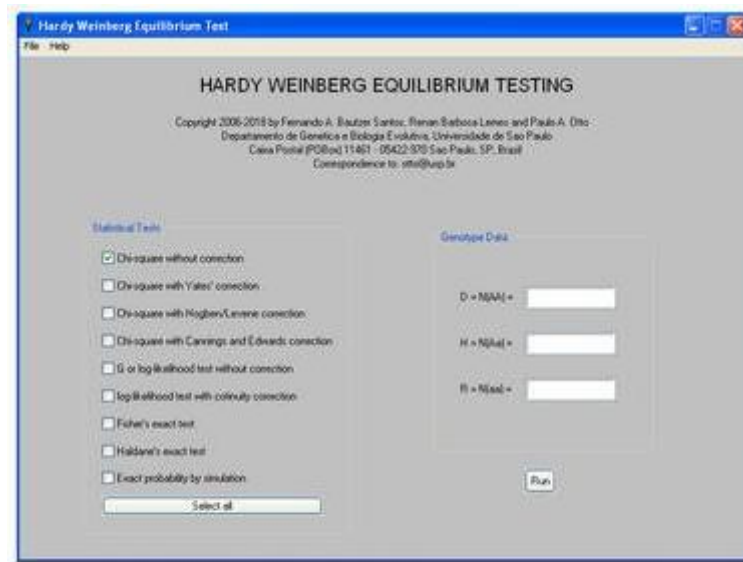 Hardy Weinberg Equilibrium Test
File Help
HARDY WEINBERG EQUILIBRIUM TESTING
Copyright 2006-2018 by Fernando A. Bautzer Santos, Renan Barbosa Lemes and Paulo A. Otto
Departamento de Genetica e Biologia Evolutiva, Universidade de Sao Paulo
Caixa Postal (POBox) 11461 - 05422-970 Sao Paulo, SP, Brazil
Correspondence to: otto@usp.br
Statistical Tests
Chi-square without correction
Chi-square with Yates' correction
Chi-square with Hogben/Levene correction
Chi-square with Cannings and Edwards correction
G or log-likelihood test without correction
log-likelihood test with cotinuity correction
Fisher's exact test
Haldane's exact test
Exact probability by simulation
Select all
Genotype Data
D = N(AA) =
H = N(Aa) =
R = N(aa) =
Run